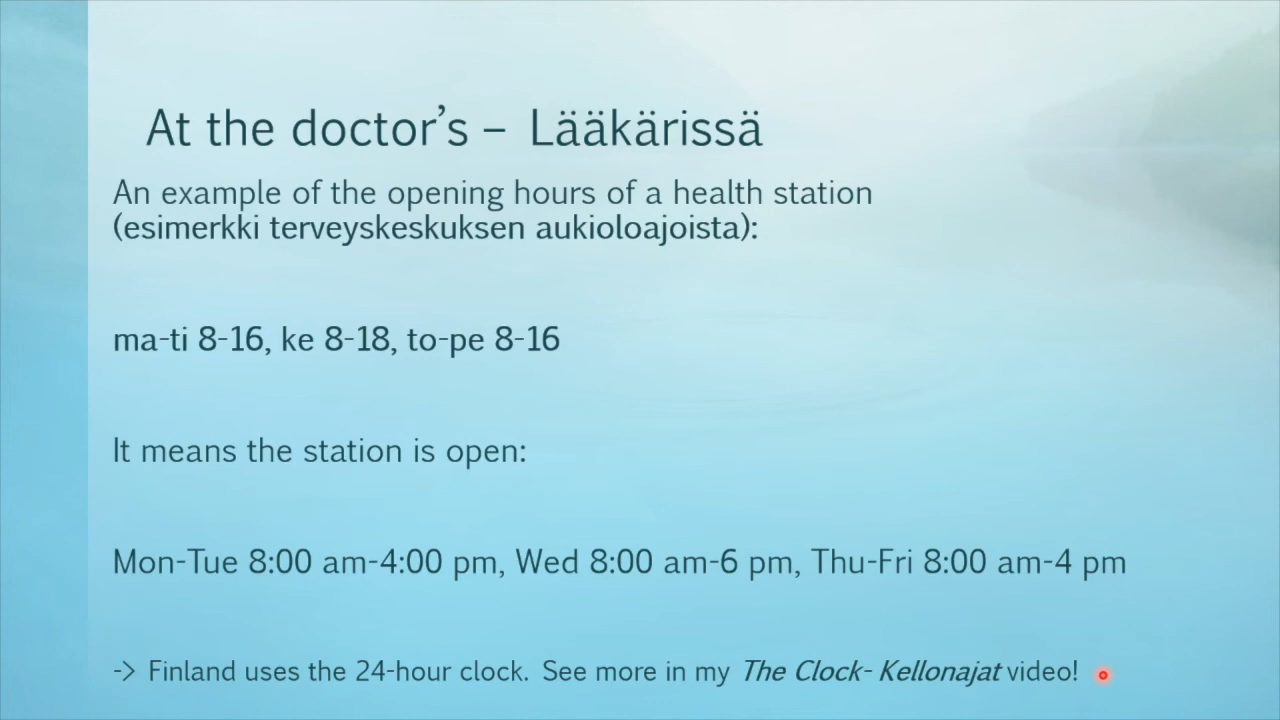 At the doctor’s – Lääkärissä
An example of the opening hours of a health station
(esimerkki terveyskeskuksen aukioloajoista):
ma-ti 8-16, ke 8-18, to-pe 8-16
It means the station is open:
Mon-Tue 8:00 am-4:00 pm, Wed 8:00 am-6 pm, Thu-Fri 8:00 am-4 pm
-> Finland uses the 24-hour clock. See more in my The Clock- Kellonajat video!